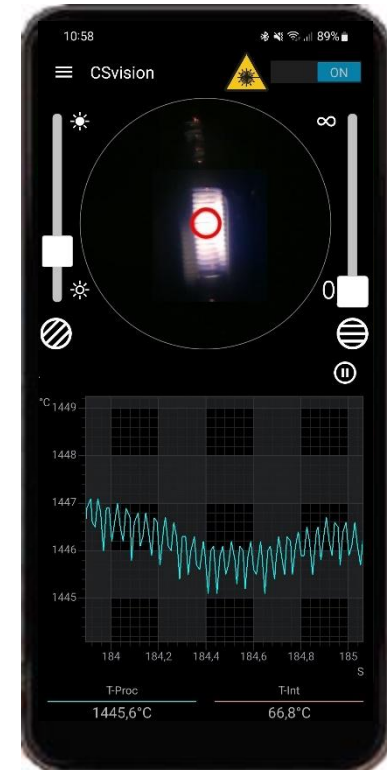 10:58
89%
CSvision
ON
∞
0
°C
1449
1448
1447
1446
1445
184
184,2
184,4
184,6
184,8
185
S
T-Proc
T-Int
1445,6°C
66,8°C